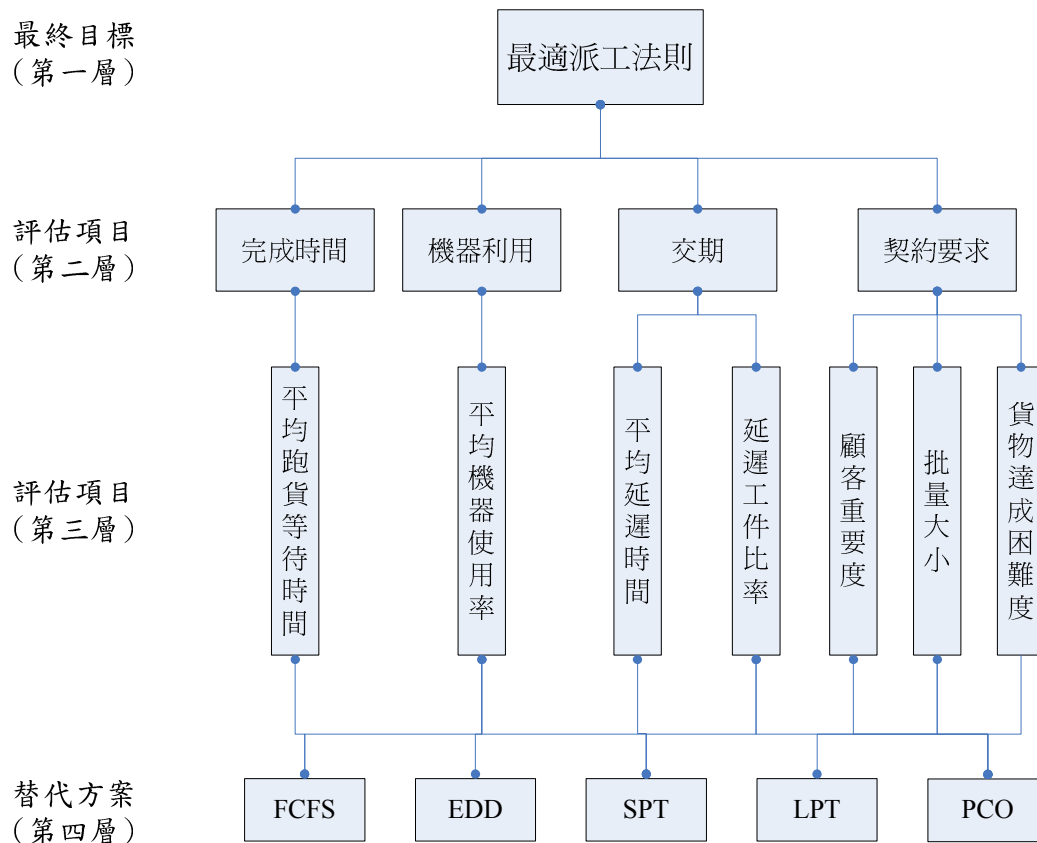 最終目標
（第一層）
最適派工法則
評估項目
（第二層）
完成時間
機器利用
交期
契約要求
評估項目
（第三層）
平均跑貨等待時間
平均機器使用率
平均延遲時間
延遲工件比率
顧客重要度
批量大小
貨物達成困難度
替代方案
（第四層）
FCFS
EDD
SPT
LPT
PCO